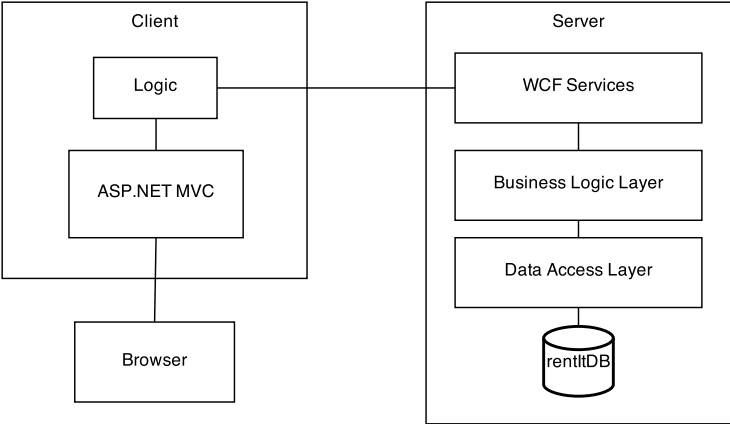 Client
Server
Logic
WCF Services
ASP.NET MVC
Business Logic Layer
Data Access Layer
Browser
rentItDB